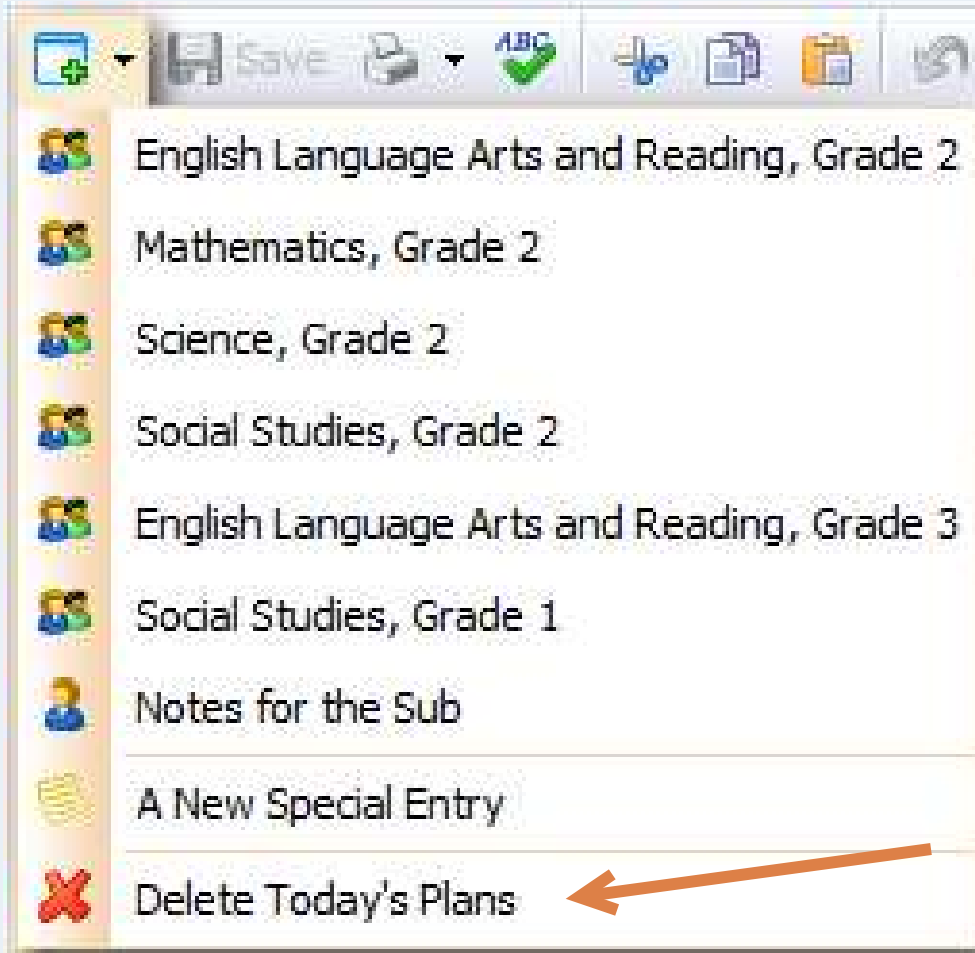 Save ABC
English Language Arts and Reading, Grade 2
Mathematics, Grade 2
Science, Grade 2
Social Studies, Grade 2
English Language Arts and Reading, Grade 3
Social Studies, Grade 1
Notes for the Sub
A New Special Entry
Delete Today's Plans